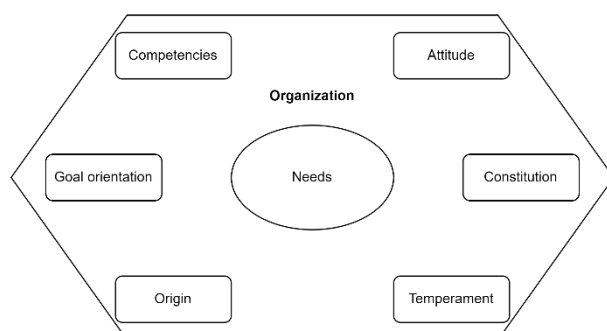 Competencies
Attitude
Organization
Goal orientation
Needs
Constitution
Origin
Temperament